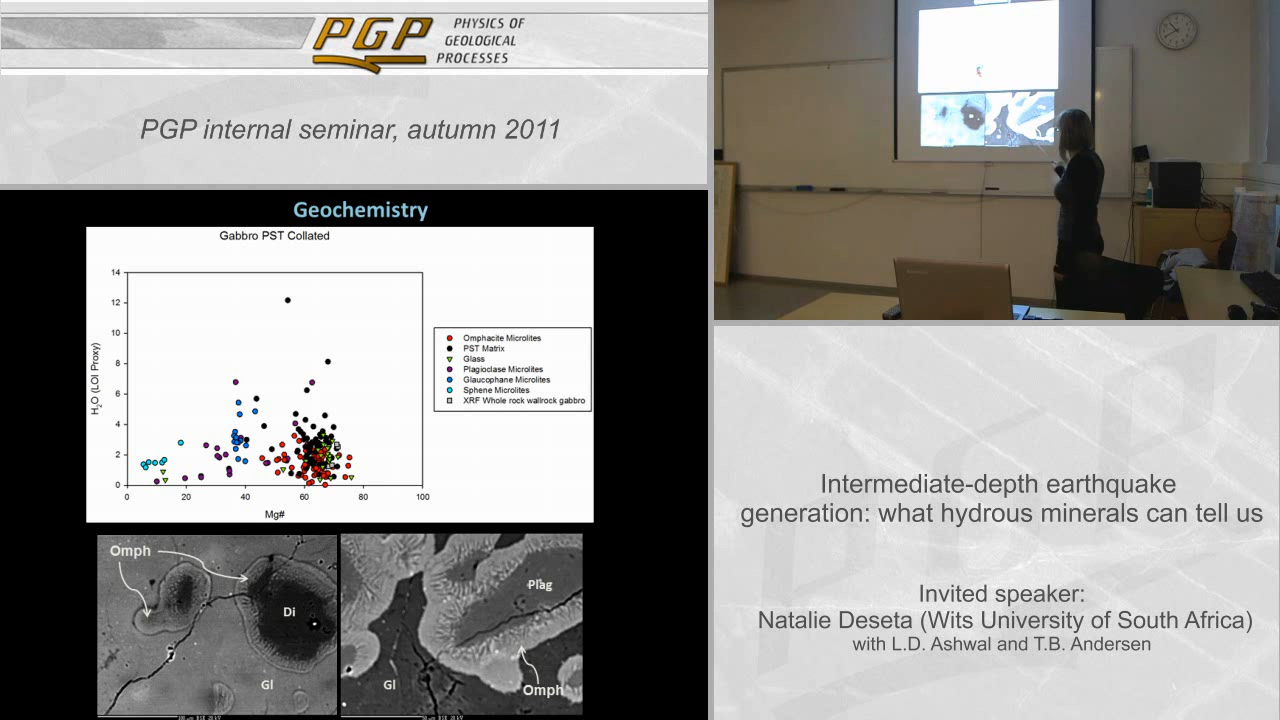 PGP
PHYSICS OF
GEOLOGICAL
PROCESSES
PGP internal seminar, autumn 2011
Geochemistry
Gabbro PST Collated
14
12
10
8
6
4
2
0
H2O (LOI Proxy)
0 20 40 60 80 100
Mg#
Omphacite Microlites
PST Matrix
Glass
Plagioclase Microlites
Glaucophane Microlites
Sphene Microlites
XRF Whole rock wallrock gabbro
Omph
Di
Gl
Plag
Gl
Omph
Intermediate-depth earthquake
generation: what hydrous minerals can tell us
Invited speaker:
Natalie Deseta (Wits University of South Africa)
with L.D. Ashwal and T.B. Andersen